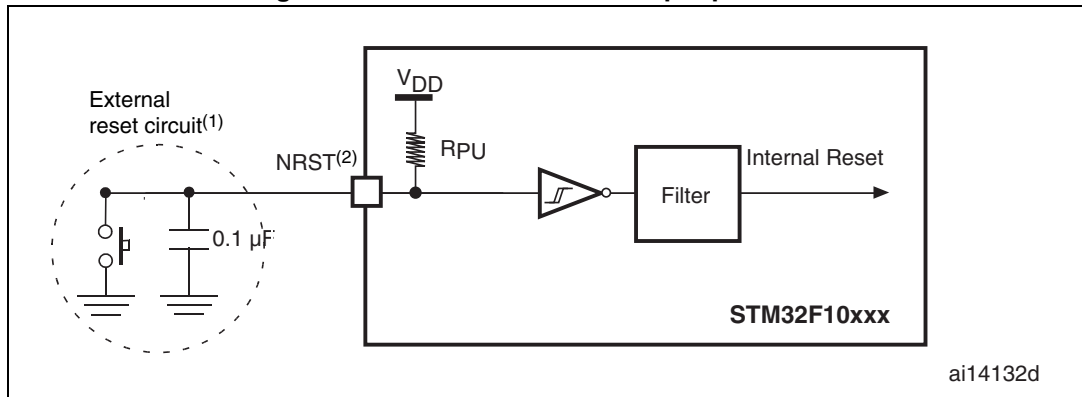 VDD
External
reset circuit(1)
NRST(2)
RPU
Internal Reset
Filter
0.1 µF
STM32F10xxx
ai14132d